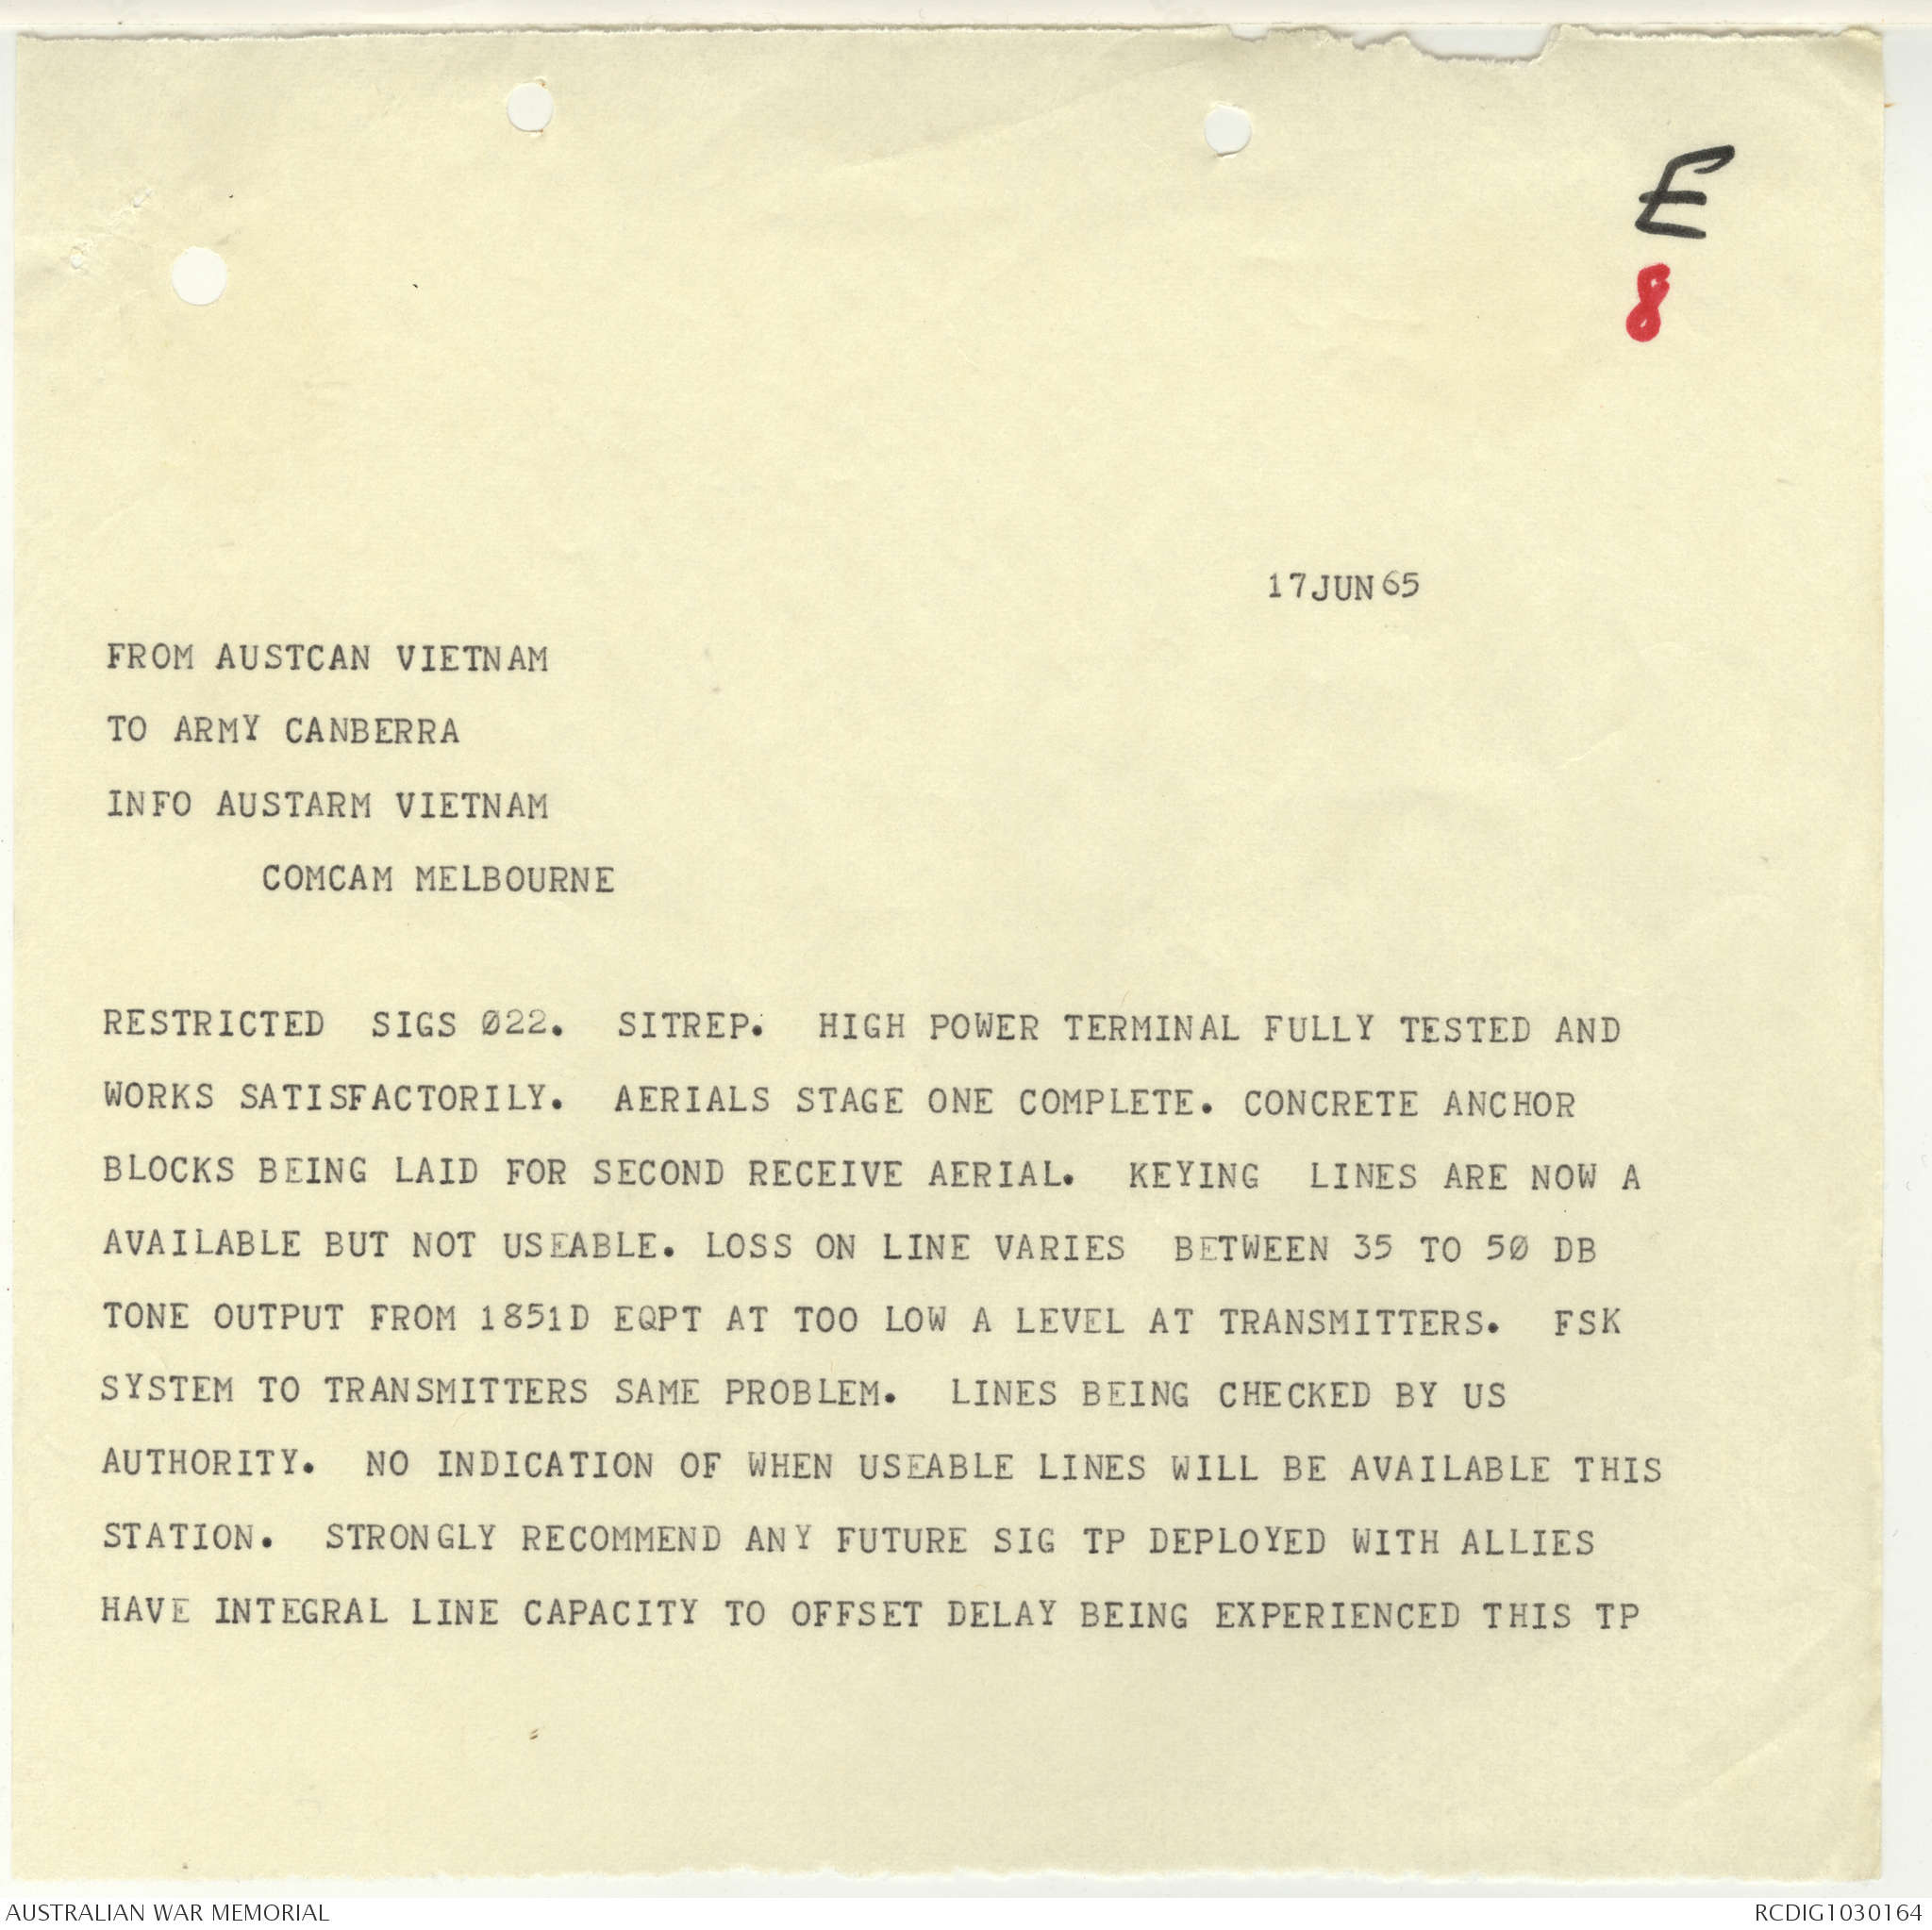 E
8
17JUN65
FROM AUSTCAN VIETNAM
TO ARMY CANBERRA
INFO AUSTARM VIETNAM
COMCAM MELBOURNE
RESTRICTED SIGS Ø22. SITREP. HIGH POWER TERMINAL FULLY TESTED AND
WORKS SATISFACTORILY. AERIALS STAGE ONE COMPLETE. CONCRETE ANCHOR
BLOCKS BEING LAID FOR SECOND RECEIVE AERIAL. KEYING LINES ARE NOW A
AVAILABLE BUT NOT USEABLE. LOSS ON LINE VARIES BETWEEN 35 TO 5Ø DB
TONE OUTPUT FROM 1851D EQPT AT TOO LOW A LEVEL AT TRANSMITTERS. FSK
SYSTEM TO TRANSMITTERS SAME PROBLEM. LINES BEING CHECKED BY US
AUTHORITY. NO INDICATION OF WHEN USEABLE LINES WILL BE AVAILABLE THIS
STATION. STRONGLY RECOMMEND ANY FUTURE SIG TP DEPLOYED WITH ALLIES
HAVE INTEGRAL LINE CAPACITY TO OFFSET DELAY BEING EXPERIENCED THIS TP
AUSTRALIAN WAR MEMORIAL
RCDIG1030164